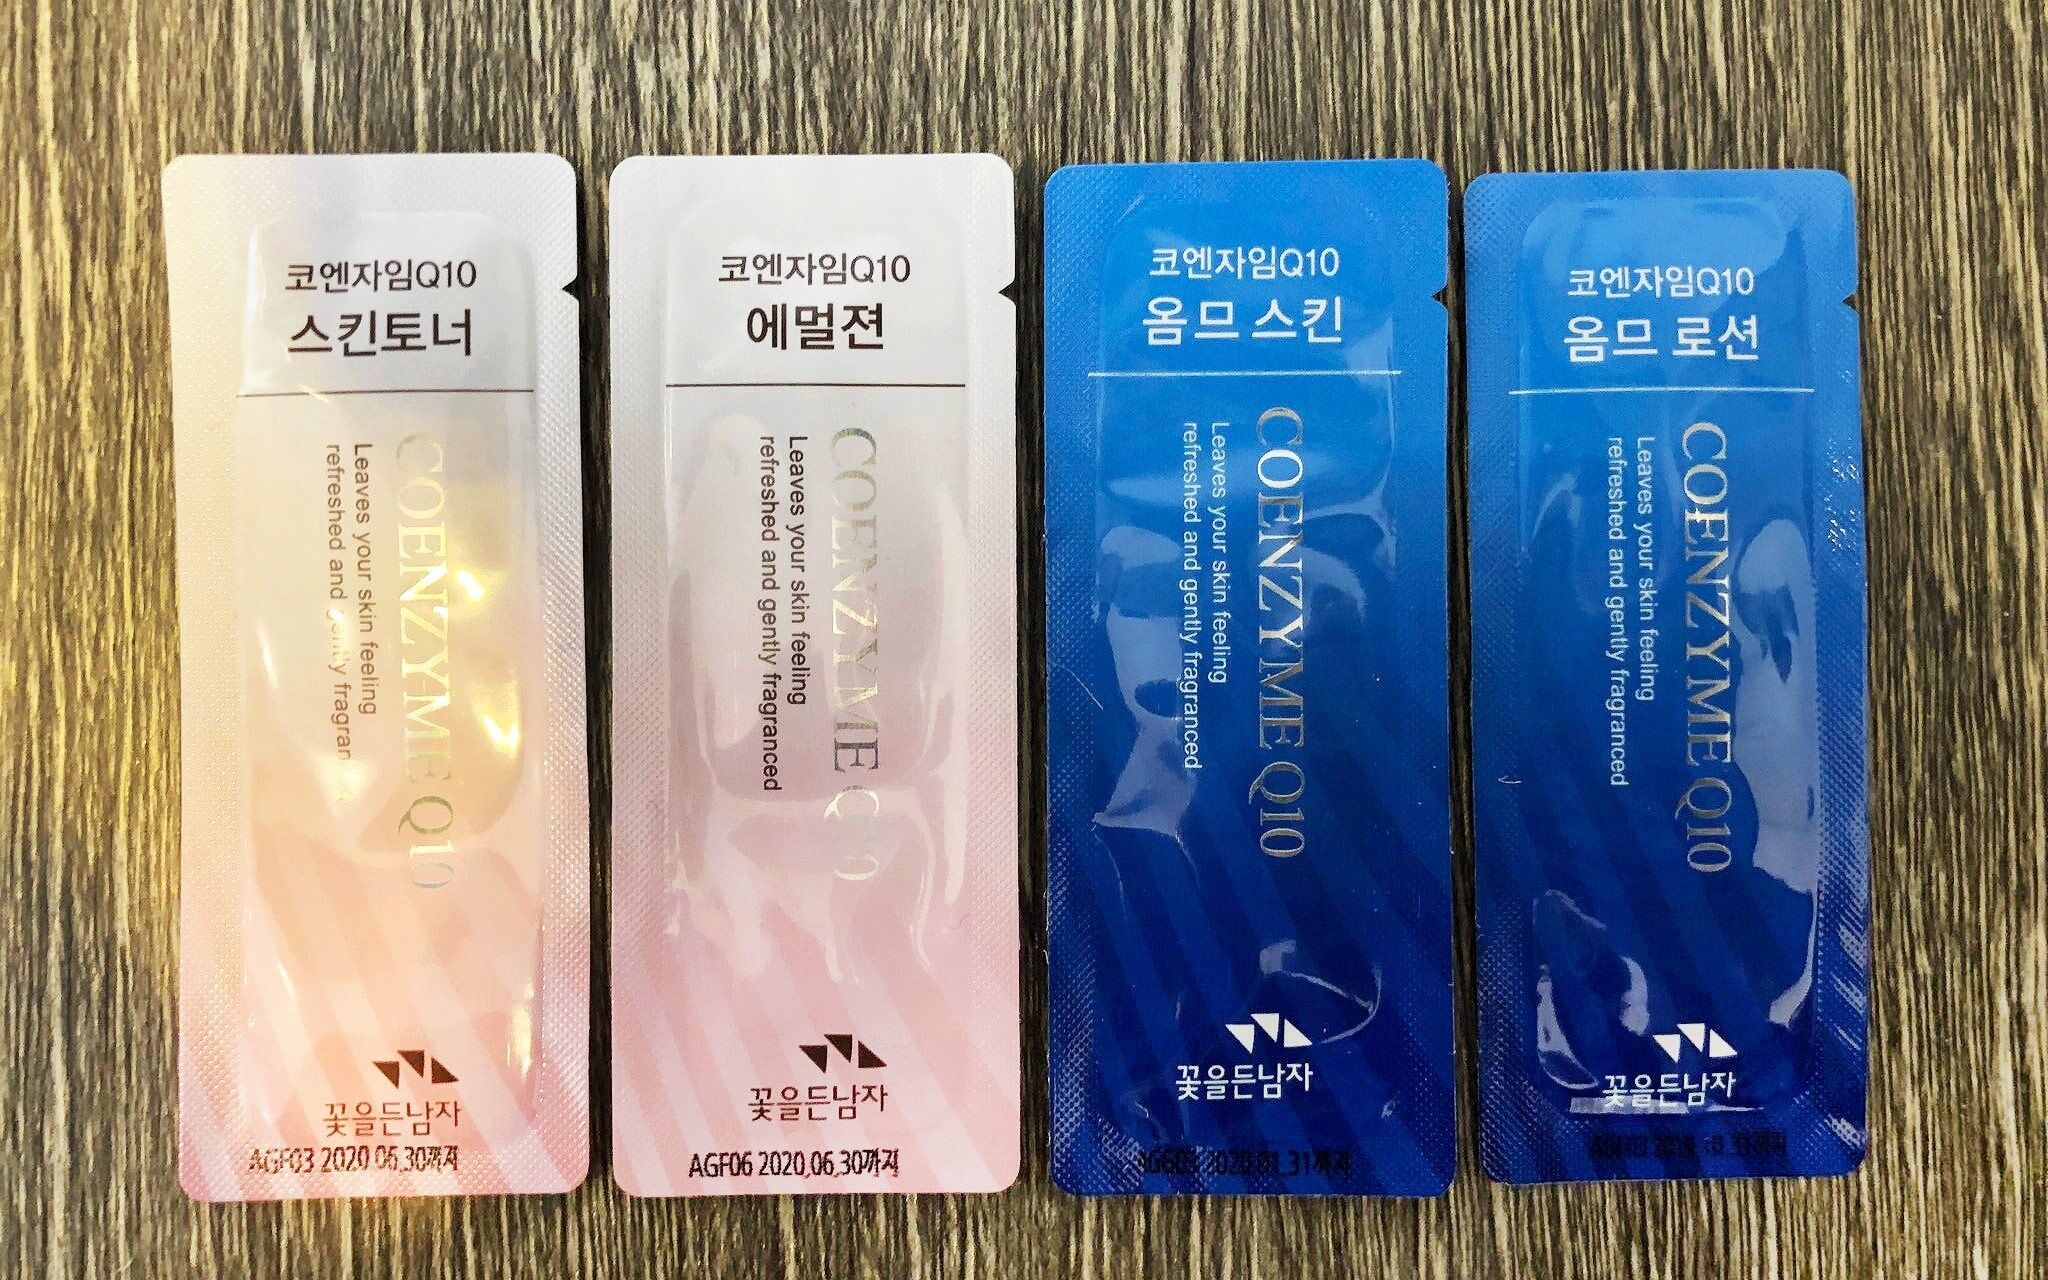 코엔자임Q10
스킨토너
COENZYME Q10
Leaves your skin feeling
refreshed and gently
꽃을든남자
AGF03 2020.06.30까지
코엔자임Q10
에멀젼
COENZYME Q10
Leaves your skin feeling
refreshed and gently fragranced
꽃을든남자
AGF06 2020.06.30까지
코엔자임Q10
옴므 스킨
COENZYME Q10
Leaves your skin feeling
refreshed and gently fragranced
꽃을든남자
2020.01.31까지
코엔자임Q10
옴므 로션
COENZYME Q10
Leaves your skin feeling
refreshed and gently fragranced
꽃을든남자